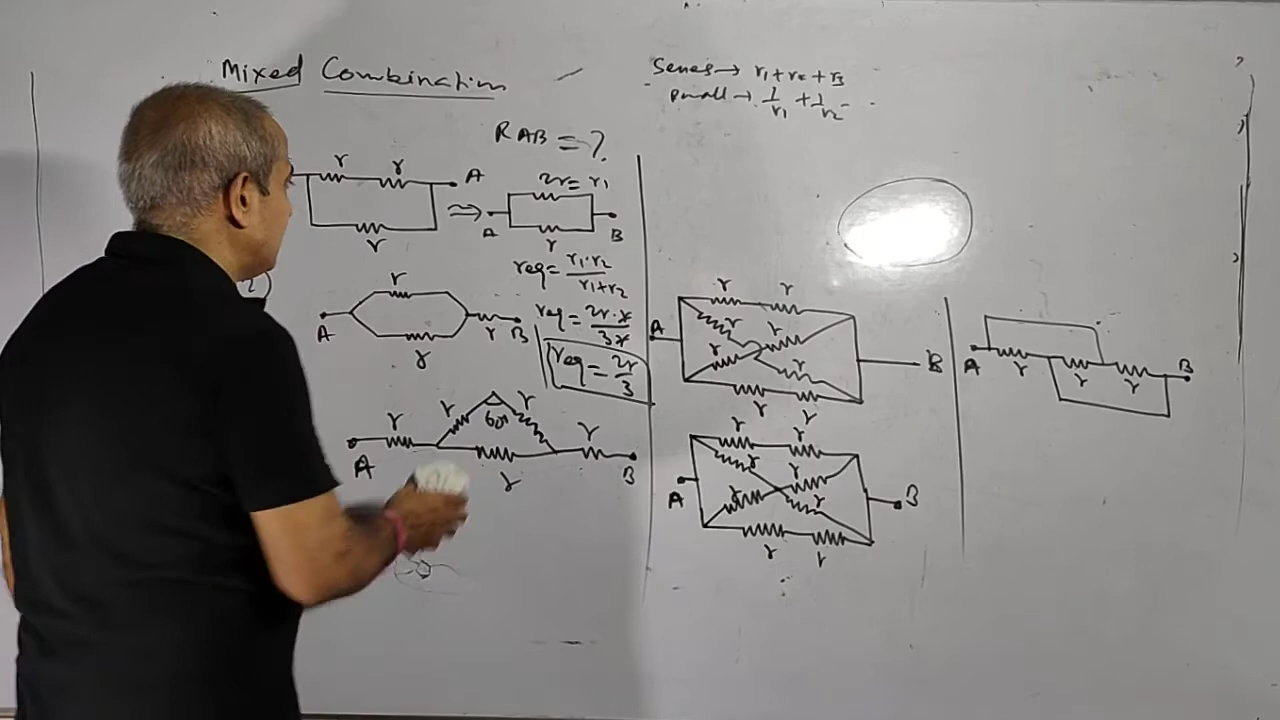 Mixed Combination
Series → r1 + r2 + r3
Parall → 1/r1 + 1/r2
RAB = ?
r r A
r
⇒ 2r = r1
A r B
req = r1·r2/r1+r2
req = 2r·r/3r
req = 2r/3
2)
r
A r B
r
r r
60°
A r r B
r
r r
A r r B
r r
r r
r r
r r
A r r B
r r
A r r r B